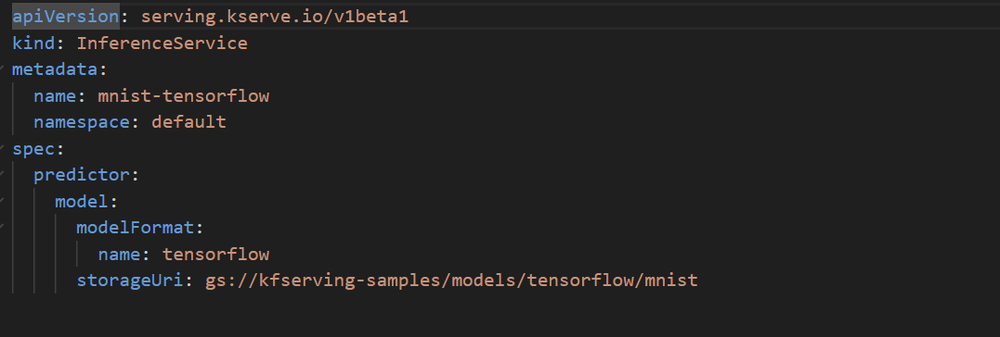 apiVersion: serving.kserve.io/v1beta1
kind: InferenceService
metadata:
  name: mnist-tensorflow
  namespace: default
spec:
  predictor:
    model:
      modelFormat:
        name: tensorflow
      storageUri: gs://kfserving-samples/models/tensorflow/mnist